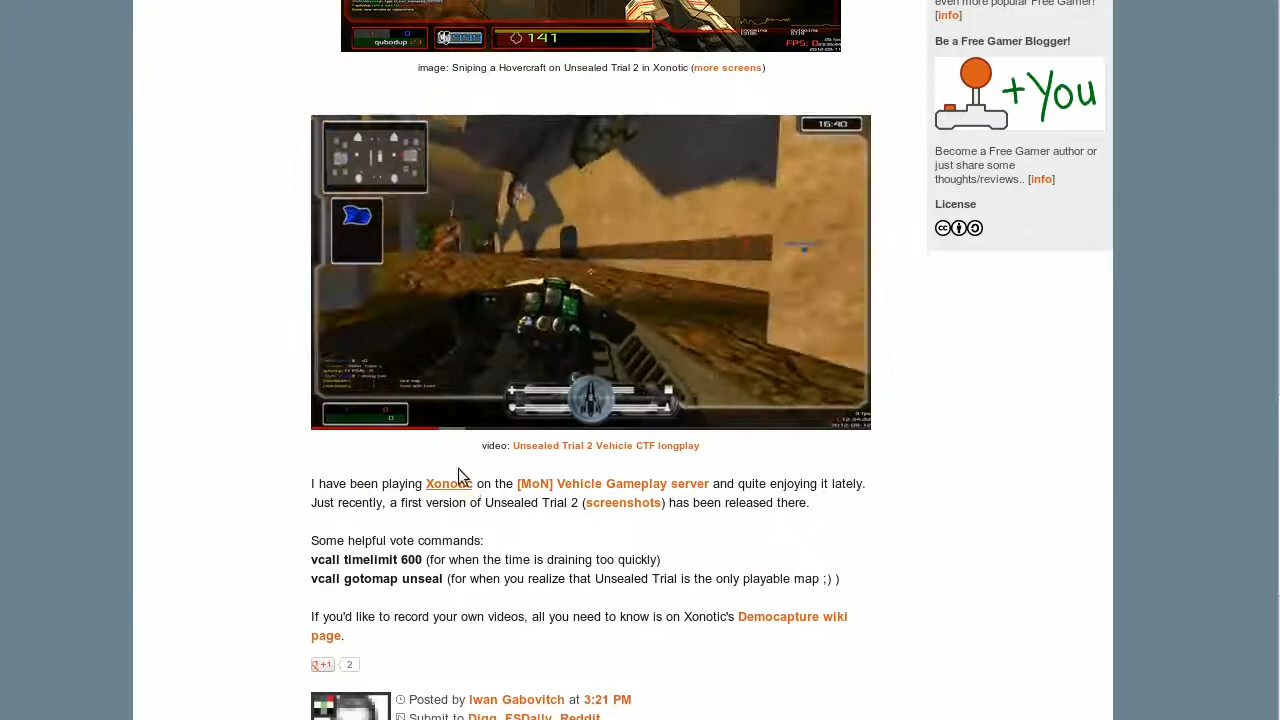 qubodup
141
FPS: 0
image: Sniping a Hovercraft on Unsealed Trial 2 in Xonotic (more screens)
16:40
video: Unsealed Trial 2 Vehicle CTF longplay
I have been playing Xonotic on the [MoN] Vehicle Gameplay server and quite enjoying it lately.
Just recently, a first version of Unsealed Trial 2 (screenshots) has been released there.
Some helpful vote commands:
vcall timelimit 600 (for when the time is draining too quickly)
vcall gotomap unseal (for when you realize that Unsealed Trial is the only playable map ;) )
If you'd like to record your own videos, all you need to know is on Xonotic's Democapture wiki
page.
+1 2
Posted by Iwan Gabovitch at 3:21 PM
Submit to Digg, FSDaily, Reddit
even more popular Free Gamer!
[info]
Be a Free Gamer Blogger!
+You
Become a Free Gamer author or
just share some
thoughts/reviews.. [info]
License
cc